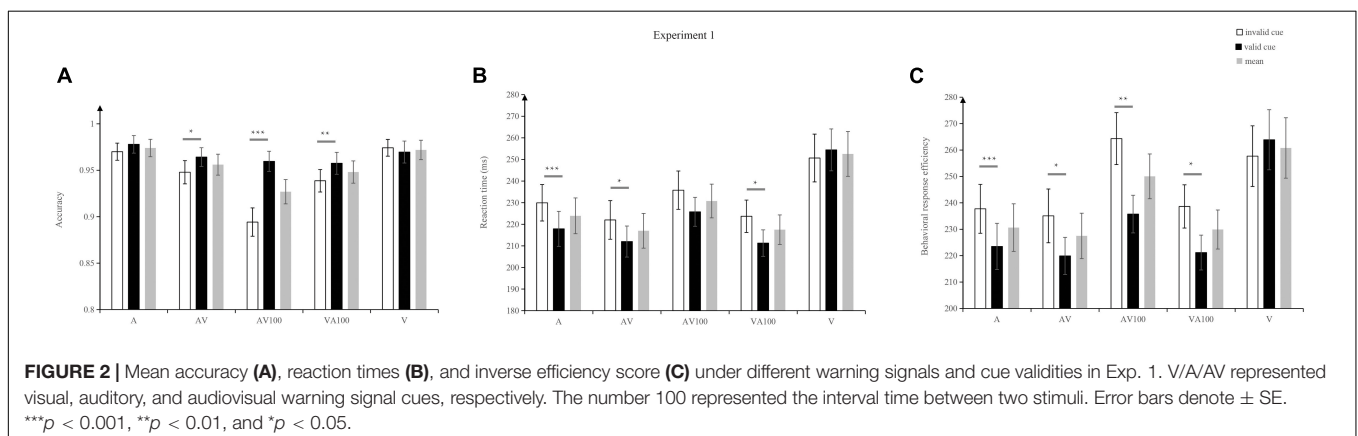 Experiment 1
invalid cue
valid cue
mean
A
1
0.95
0.9
0.85
0.8
Accuracy
*
***
**
A
AV
AV100
VA100
V
B
280
270
260
250
240
230
220
210
200
190
180
Reaction time (ms)
***
*
*
A
AV
AV100
VA100
V
C
280
270
260
250
240
230
220
210
200
Behavioral response efficiency
***
*
**
*
A
AV
AV100
VA100
V
FIGURE 2 | Mean accuracy (A), reaction times (B), and inverse efficiency score (C) under different warning signals and cue validities in Exp. 1. V/A/AV represented
visual, auditory, and audiovisual warning signal cues, respectively. The number 100 represented the interval time between two stimuli. Error bars denote ± SE.
***p < 0.001, **p < 0.01, and *p < 0.05.